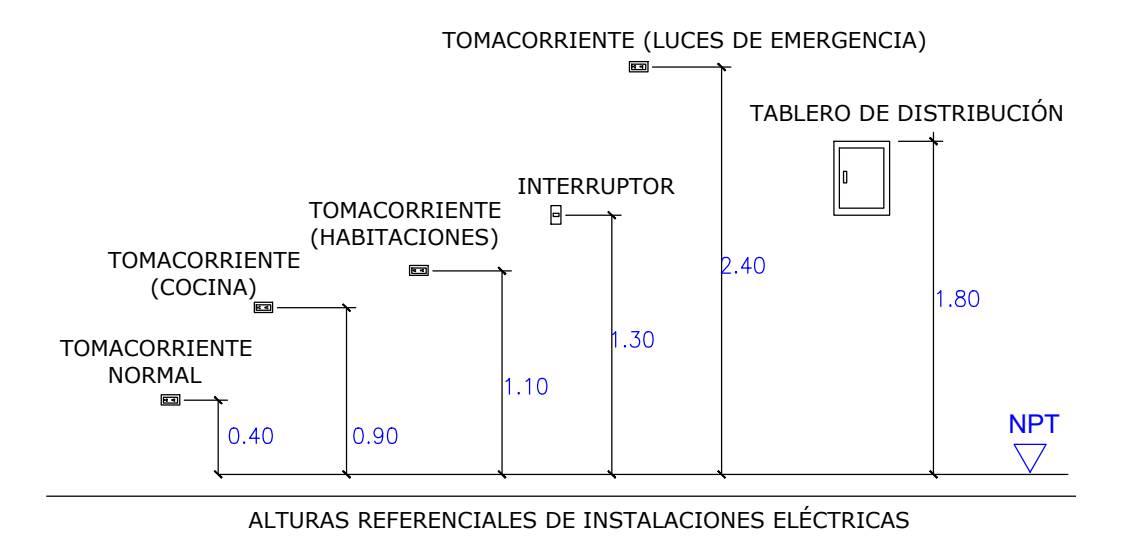 TOMACORRIENTE (LUCES DE EMERGENCIA)
TABLERO DE DISTRIBUCIÓN
INTERRUPTOR
TOMACORRIENTE
(HABITACIONES)
TOMACORRIENTE
(COCINA)
TOMACORRIENTE
NORMAL
0.40
0.90
1.10
1.30
2.40
1.80
NPT
ALTURAS REFERENCIALES DE INSTALACIONES ELÉCTRICAS